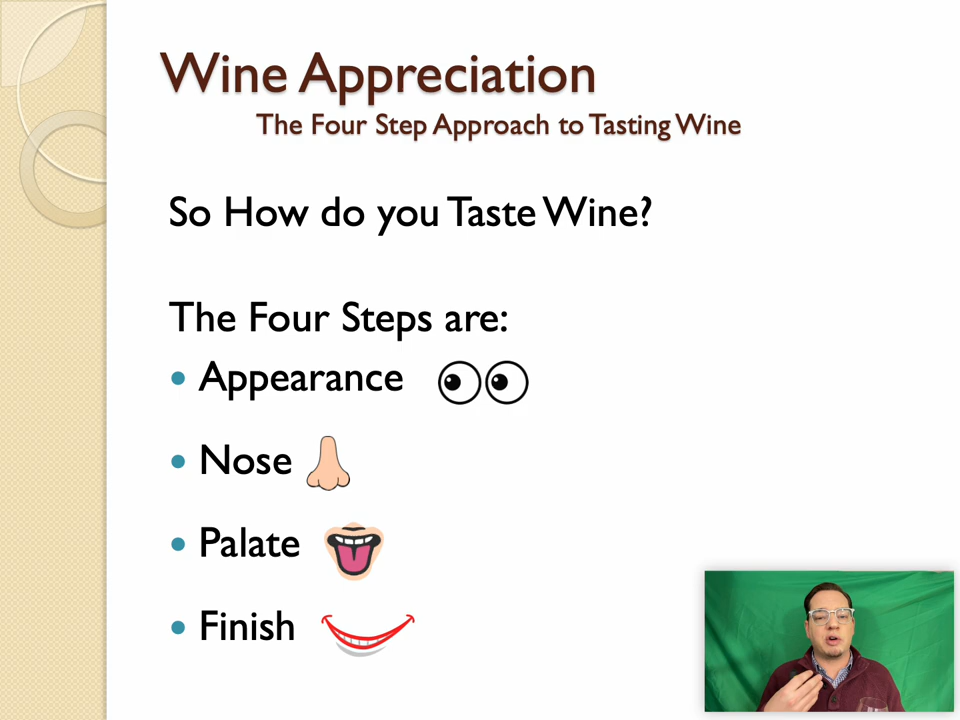 Wine Appreciation
The Four Step Approach to Tasting Wine
So How do you Taste Wine?
The Four Steps are:
Appearance
Nose
Palate
Finish